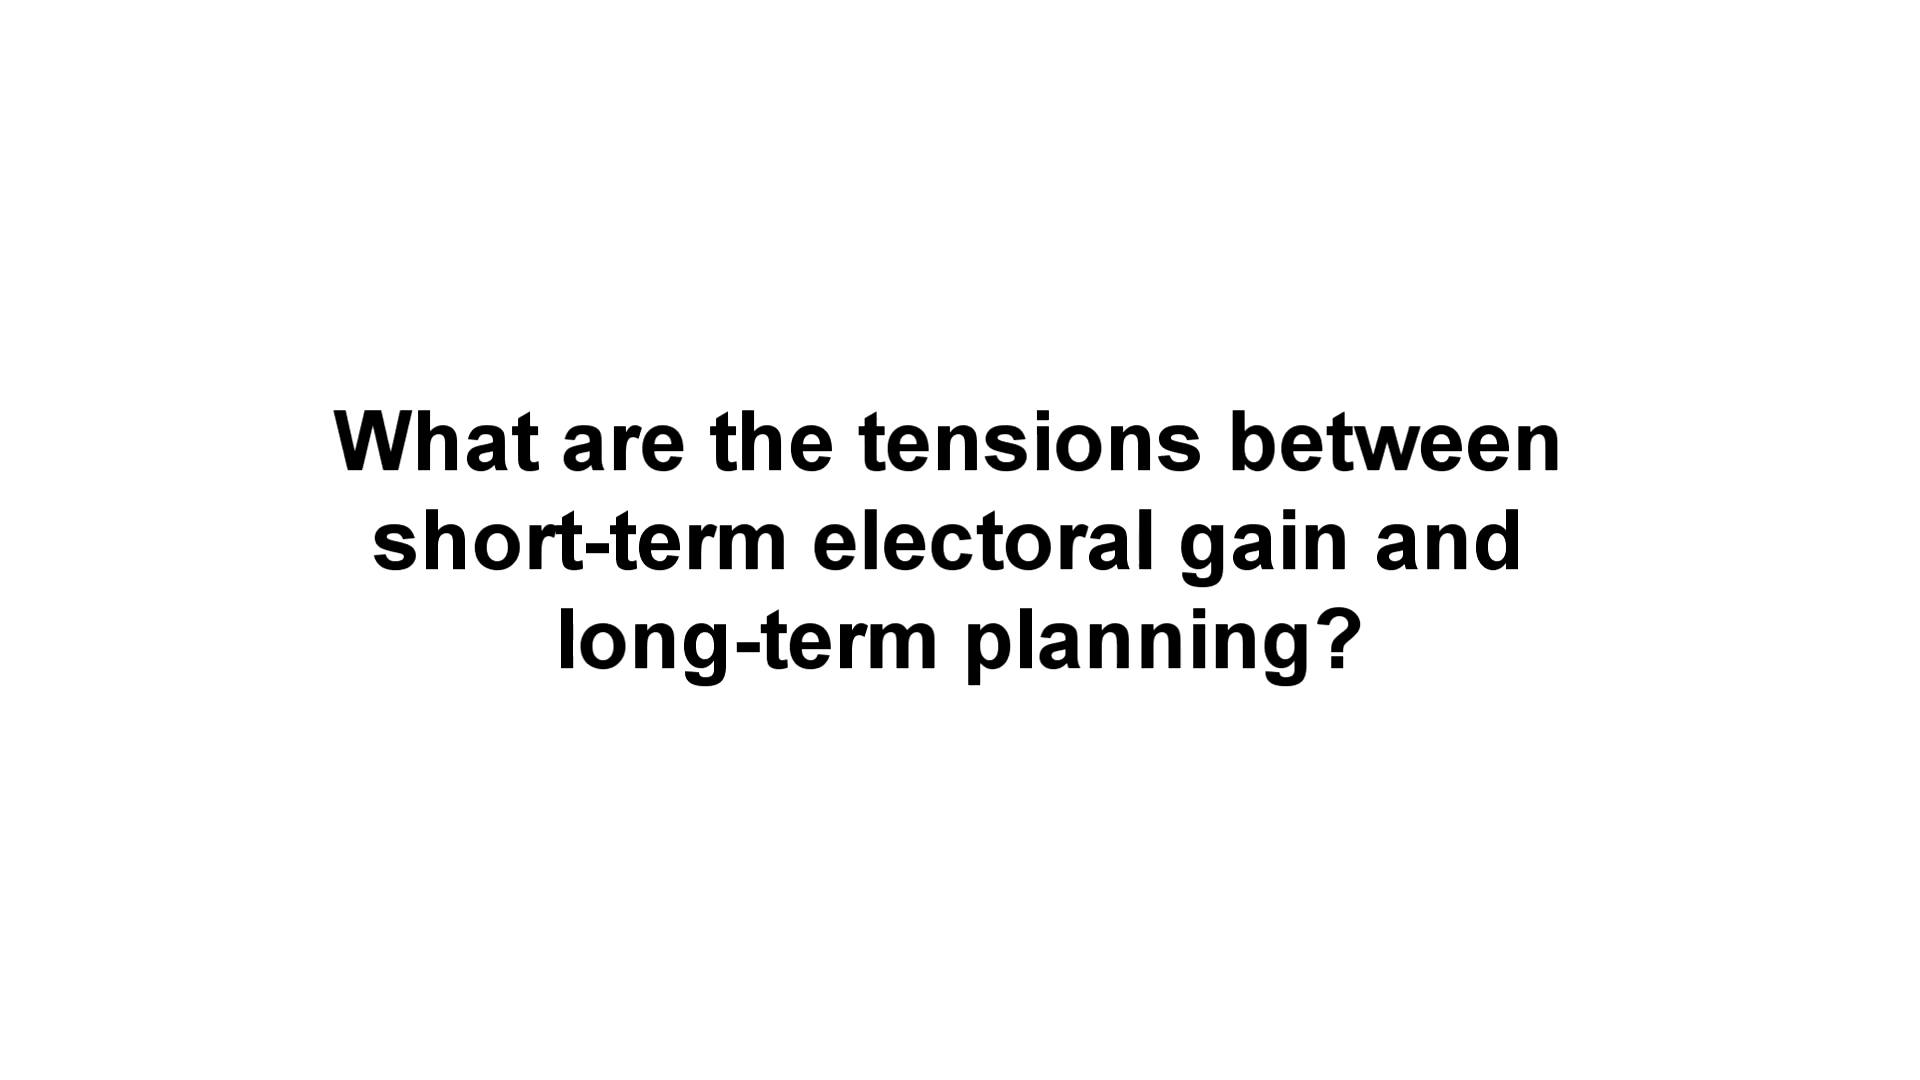 What are the tensions between
short-term electoral gain and
long-term planning?